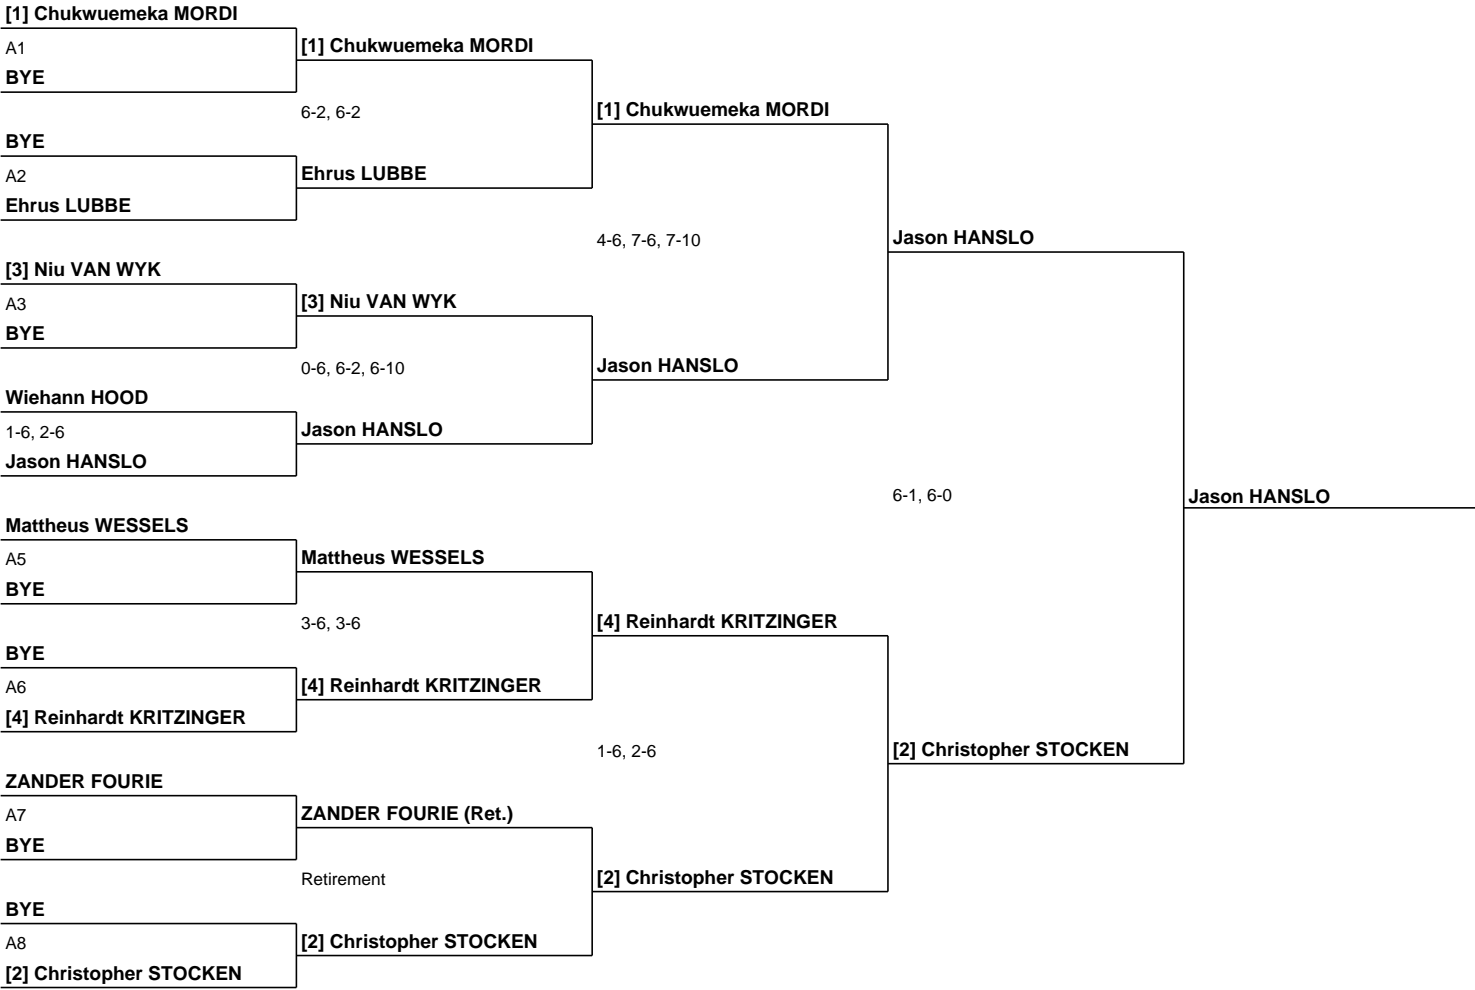 [1] Chukwuemeka MORDI
A1
BYE
BYE
A2
Ehrus LUBBE
[3] Niu VAN WYK
A3
BYE
Wiehann HOOD
1-6, 2-6
Jason HANSLO
Mattheus WESSELS
A5
BYE
BYE
A6
[4] Reinhardt KRITZINGER
ZANDER FOURIE
A7
BYE
BYE
A8
[2] Christopher STOCKEN
[1] Chukwuemeka MORDI
6-2, 6-2
Ehrus LUBBE
[3] Niu VAN WYK
0-6, 6-2, 6-10
Jason HANSLO
Mattheus WESSELS
3-6, 3-6
[4] Reinhardt KRITZINGER
ZANDER FOURIE (Ret.)
Retirement
[2] Christopher STOCKEN
[1] Chukwuemeka MORDI
4-6, 7-6, 7-10
Jason HANSLO
[4] Reinhardt KRITZINGER
1-6, 2-6
[2] Christopher STOCKEN
Jason HANSLO
6-1, 6-0
[2] Christopher STOCKEN
Jason HANSLO